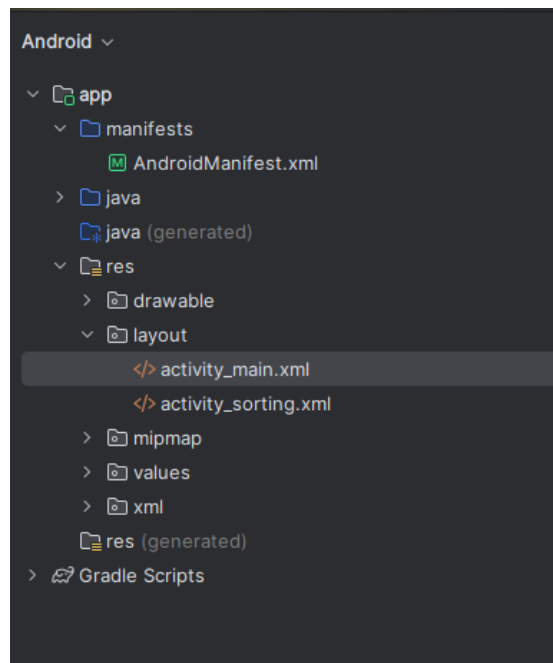 Android
app
manifests
AndroidManifest.xml
java
java (generated)
res
drawable
layout
</> activity_main.xml
</> activity_sorting.xml
mipmap
values
xml
res (generated)
Gradle Scripts